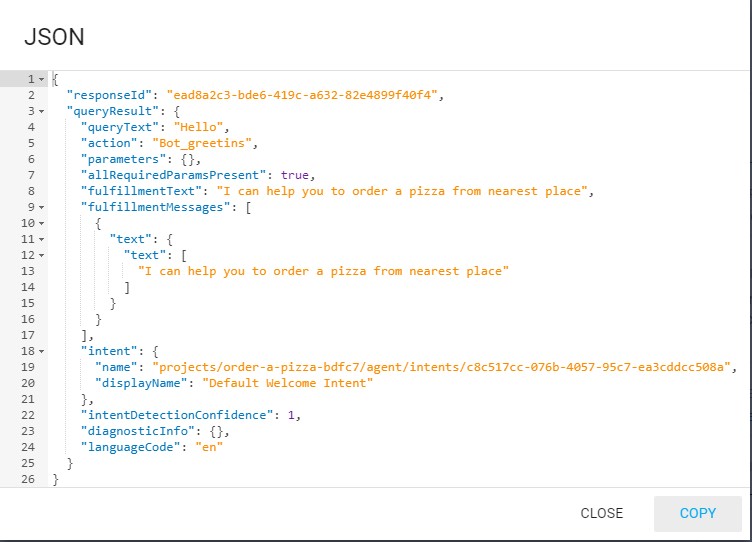 JSON
1 {
2 "responseId": "ead8a2c3-bde6-419c-a632-82e4899f40f4",
3 "queryResult": {
4 "queryText": "Hello",
5 "action": "Bot_greetins",
6 "parameters": {},
7 "allRequiredParamsPresent": true,
8 "fulfillmentText": "I can help you to order a pizza from nearest place",
9 "fulfillmentMessages": [
10 {
11 "text": {
12 "text": [
13 "I can help you to order a pizza from nearest place"
14 ]
15 }
16 }
17 ],
18 "intent": {
19 "name": "projects/order-a-pizza-bdfc7/agent/intents/c8c517cc-076b-4057-95c7-ea3cddcc508a",
20 "displayName": "Default Welcome Intent"
21 },
22 "intentDetectionConfidence": 1,
23 "diagnosticInfo": {},
24 "languageCode": "en"
25 }
26 }
CLOSE COPY